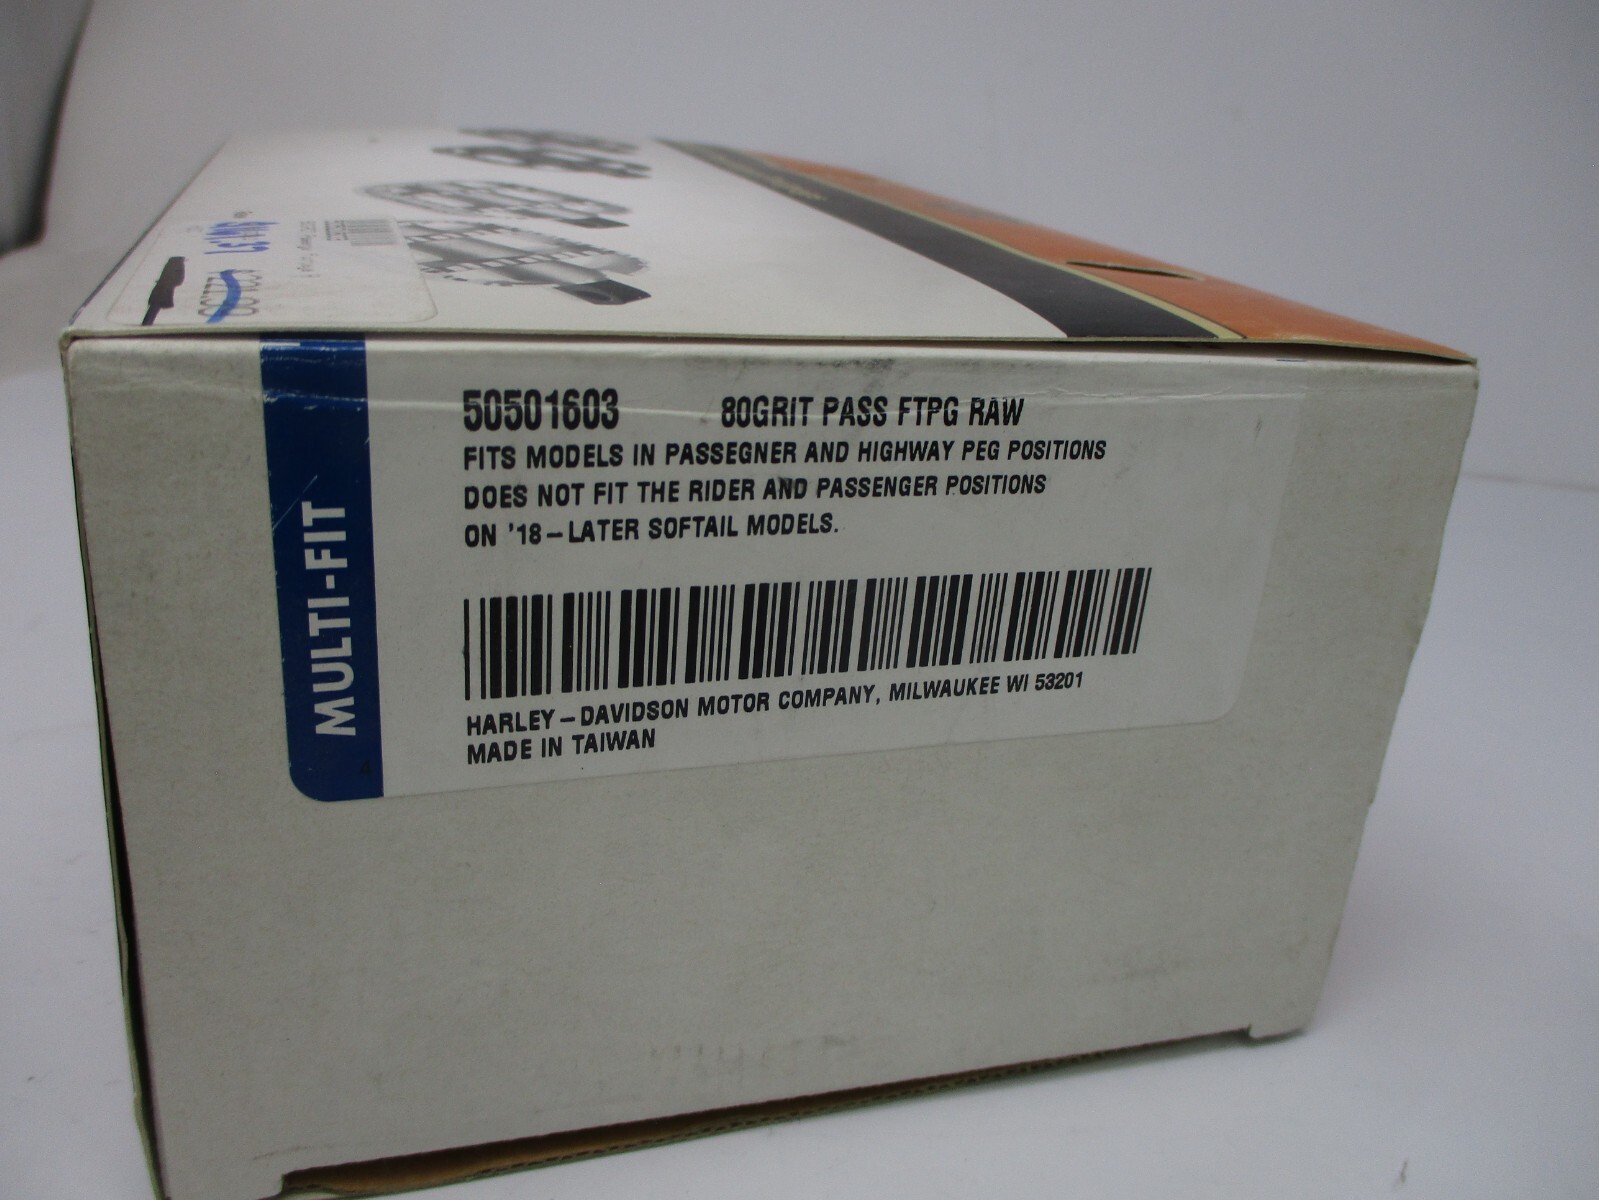 50501603 80GRIT PASS FTPG RAW
FITS MODELS IN PASSEGNER AND HIGHWAY PEG POSITIONS
DOES NOT FIT THE RIDER AND PASSENGER POSITIONS
ON '18-LATER SOFTAIL MODELS.
HARLEY-DAVIDSON MOTOR COMPANY, MILWAUKEE WI 53201
MADE IN TAIWAN
MULTI-FIT
4